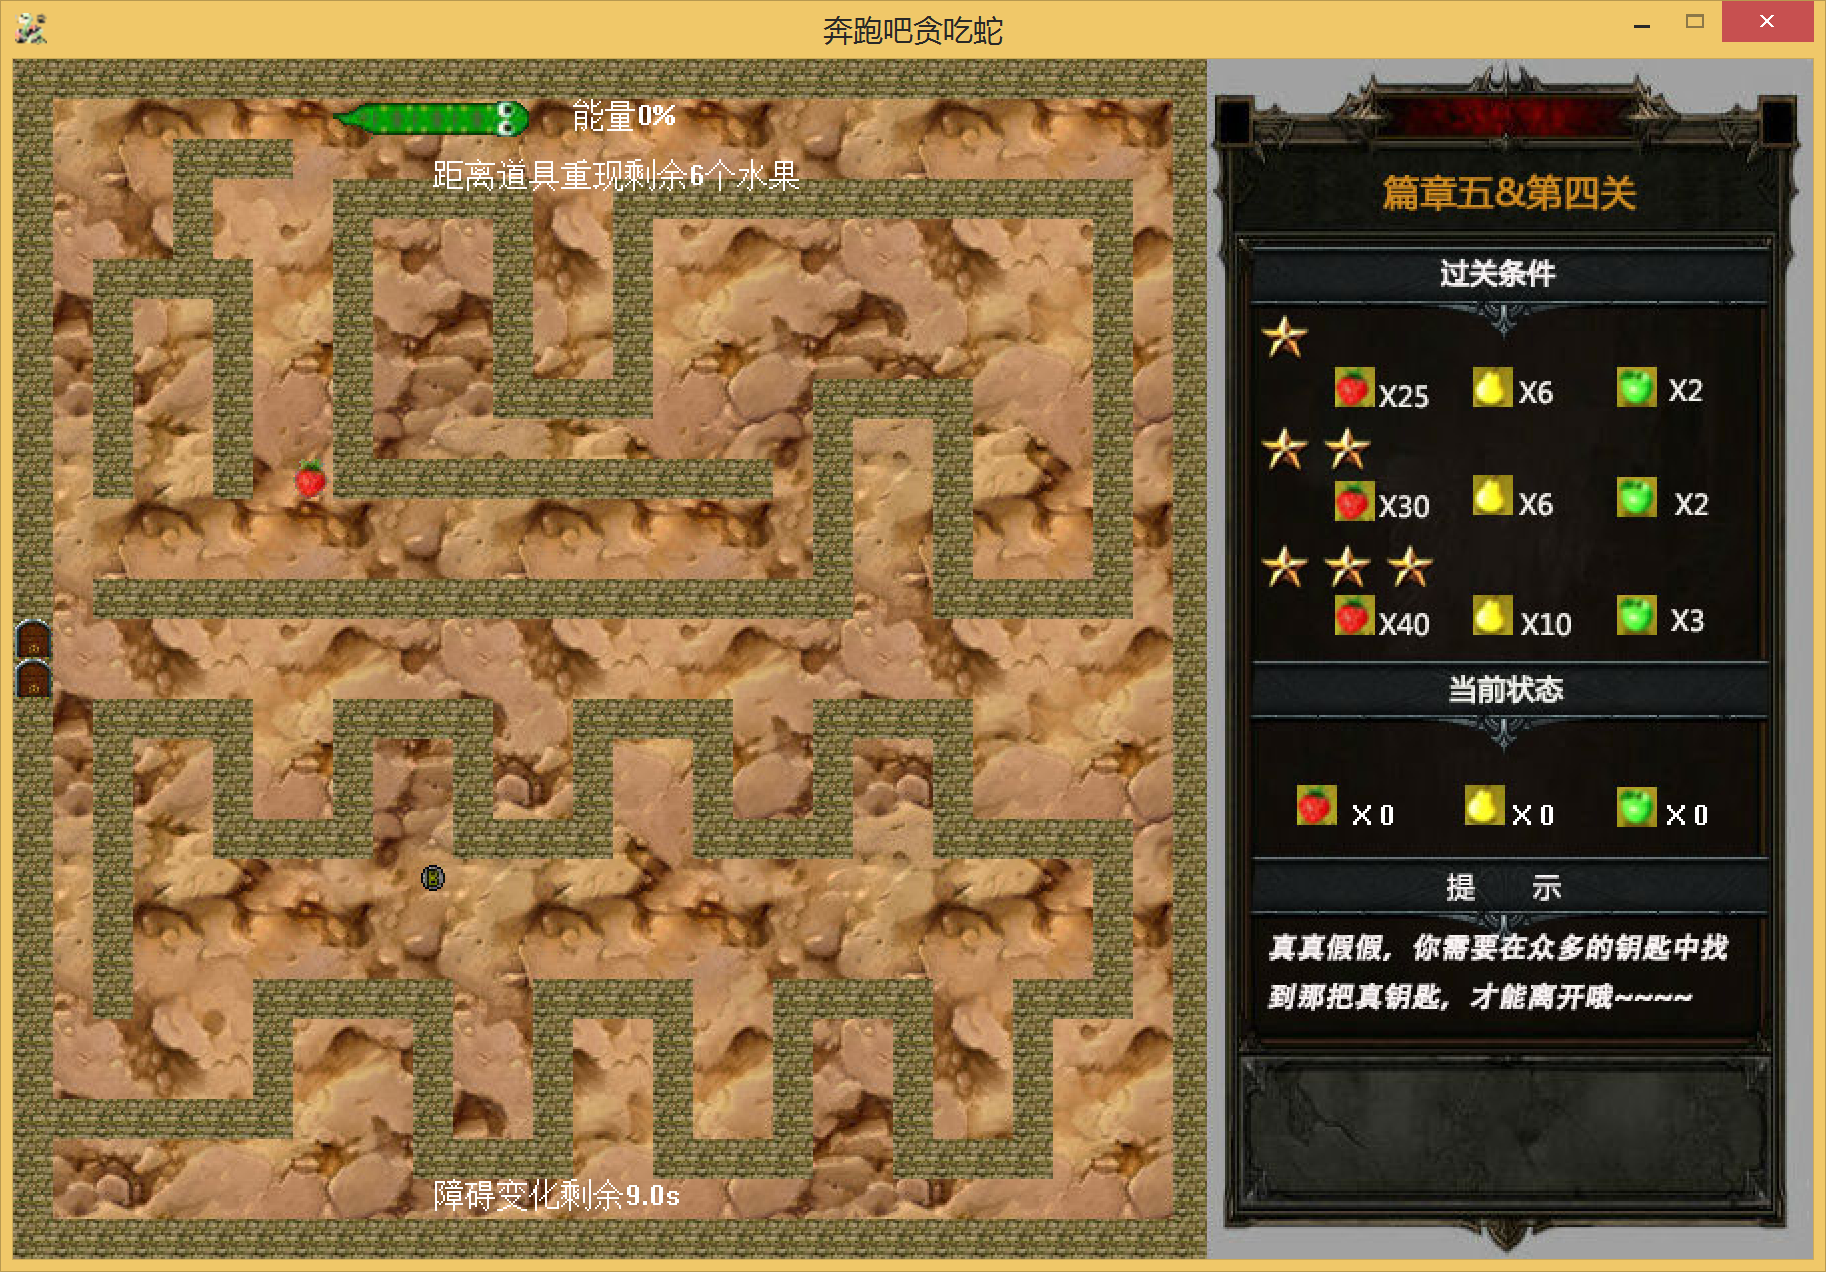 奔跑吧贪吃蛇
能量0%
距离道具重现剩余6个水果
障碍变化剩余9.0s
篇章五&第四关
过关条件
X25 X6 X2
X30 X6 X2
X40 X10 X3
当前状态
X 0 X 0 X 0
提 示
真真假假，你需要在众多的钥匙中找
到那把真钥匙，才能离开哦~~~~